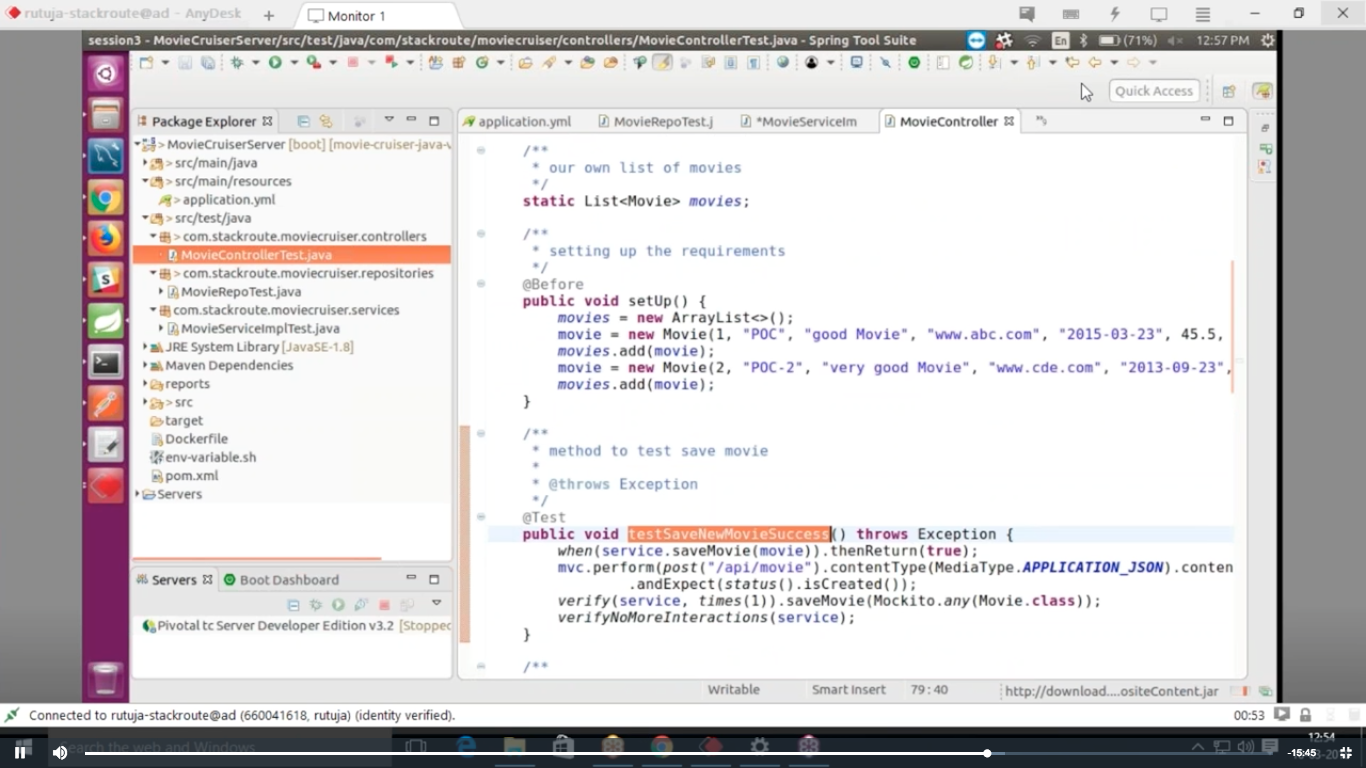 rutuja-stackroute@ad - AnyDesk
Monitor 1
session3 - MovieCruiserServer/src/test/java/com/stackroute/moviecruiser/controllers/MovieControllerTest.java - Spring Tool Suite
En
(71%)
12:57 PM
Quick Access
Package Explorer
application.yml
MovieRepoTest.j
*MovieServiceIm
MovieController
> MovieCruiserServer [boot] [movie-cruiser-java-v
> src/main/java
> src/main/resources
> application.yml
> src/test/java
> com.stackroute.moviecruiser.controllers
MovieControllerTest.java
> com.stackroute.moviecruiser.repositories
> MovieRepoTest.java
com.stackroute.moviecruiser.services
> MovieServiceImplTest.java
JRE System Library [JavaSE-1.8]
Maven Dependencies
reports
> src
target
Dockerfile
env-variable.sh
pom.xml
Servers
/**
* our own list of movies
*/
static List<Movie> movies;
/**
* setting up the requirements
*/
@Before
public void setUp() {
movies = new ArrayList<>();
movie = new Movie(1, "POC", "good Movie", "www.abc.com", "2015-03-23", 45.5,
movies.add(movie);
movie = new Movie(2, "POC-2", "very good Movie", "www.cde.com", "2013-09-23",
movies.add(movie);
}
/**
* method to test save movie
*
* @throws Exception
*/
@Test
public void testSaveNewMovieSuccess() throws Exception {
when(service.saveMovie(movie)).thenReturn(true);
mvc.perform(post("/api/movie").contentType(MediaType.APPLICATION_JSON).conten
.andExpect(status().isCreated());
verify(service, times(1)).saveMovie(Mockito.any(Movie.class));
verifyNoMoreInteractions(service);
}
/**
Servers
Boot Dashboard
Pivotal tc Server Developer Edition v3.2 [Stopped
Writable
Smart Insert
79 : 40
http://download....ositeContent.jar
Connected to rutuja-stackroute@ad (660041618, rutuja) (identity verified).
00:53
Search the web and Windows
12:54
-15:45